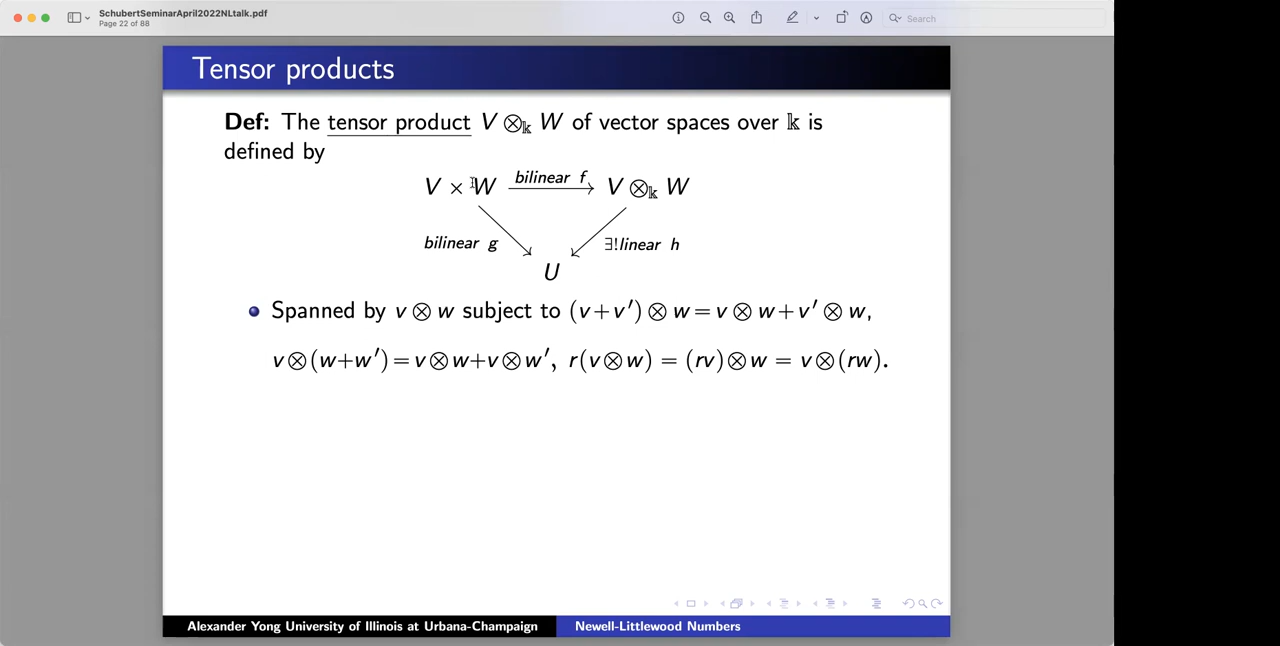 SchubertSeminarApril2022NLtalk.pdf
Page 22 of 88
Search
Tensor products
Def: The tensor product V ⊗𝕜 W of vector spaces over 𝕜 is
defined by
V × W bilinear f V ⊗𝕜 W
bilinear g ∃!linear h
U
Spanned by v ⊗ w subject to (v+v′) ⊗ w = v ⊗ w + v′ ⊗ w,
v⊗(w+w′)=v⊗w+v⊗w′, r(v⊗w) = (rv)⊗w = v⊗(rw).
Alexander Yong University of Illinois at Urbana-Champaign Newell-Littlewood Numbers